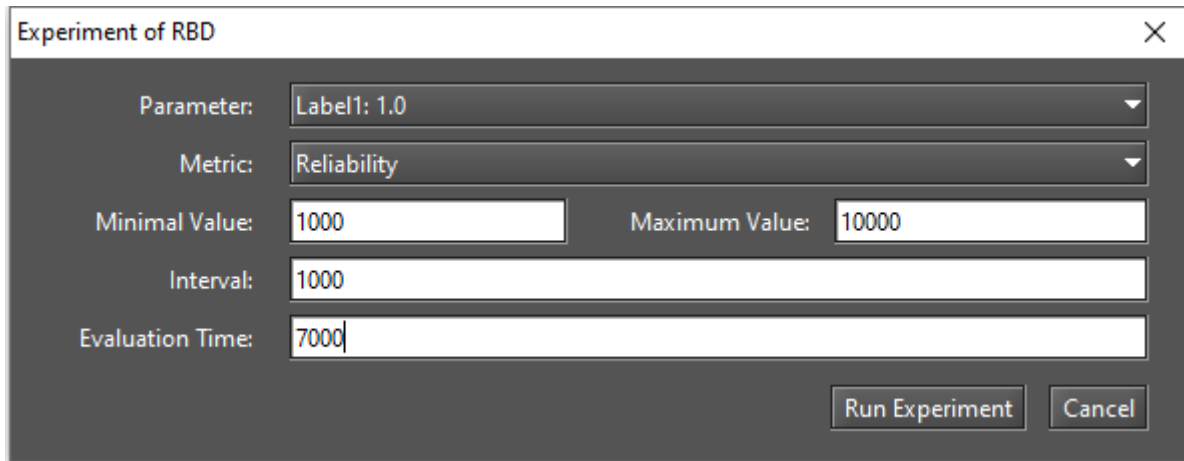 Experiment of RBD
Parameter: Label1: 1.0
Metric: Reliability
Minimal Value: 1000 Maximum Value: 10000
Interval: 1000
Evaluation Time: 7000
Run Experiment Cancel